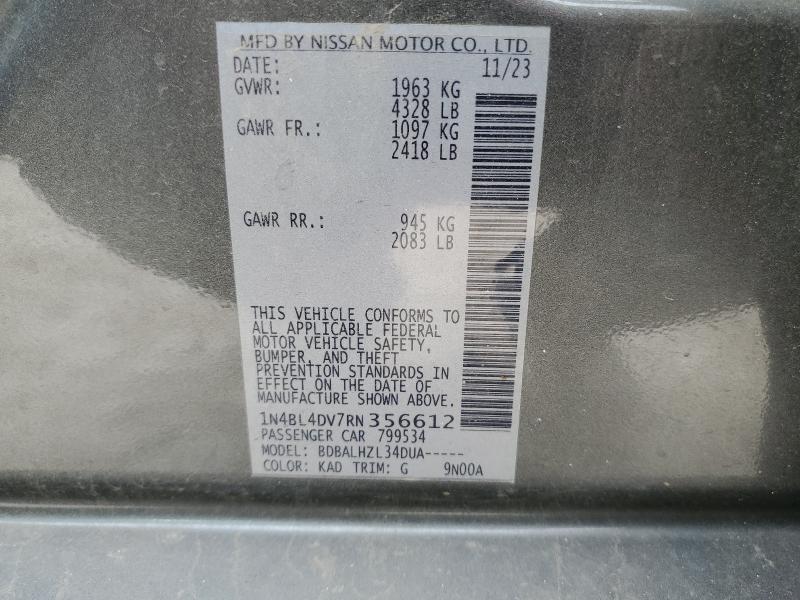 MFD BY NISSAN MOTOR CO., LTD.
DATE: 11/23
GVWR: 1963 KG
4328 LB
GAWR FR.: 1097 KG
2418 LB
GAWR RR.: 945 KG
2083 LB
THIS VEHICLE CONFORMS TO
ALL APPLICABLE FEDERAL
MOTOR VEHICLE SAFETY,
BUMPER, AND THEFT
PREVENTION STANDARDS IN
EFFECT ON THE DATE OF
MANUFACTURE SHOWN ABOVE.
1N4BL4DV7RN356612
PASSENGER CAR 799534
MODEL: BDBALHZL34DUA-----
COLOR: KAD TRIM: G 9N00A